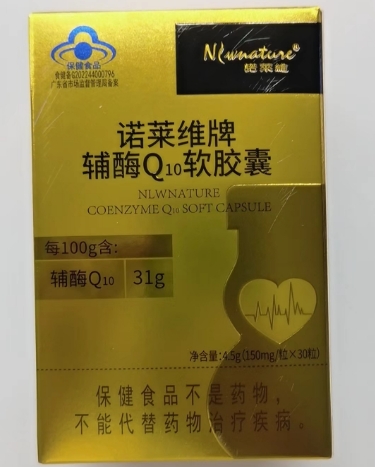 保健食品
食健备G202244000796
广东省市场监督管理局备案
Nlwnature®
诺莱维
诺莱维牌
辅酶Q10软胶囊
NLWNATURE
COENZYME Q10 SOFT CAPSULE
每100g含:
辅酶Q10 31g
净含量:4.5g(150mg/粒×30粒)
保健食品不是药物,
不能代替药物治疗疾病。